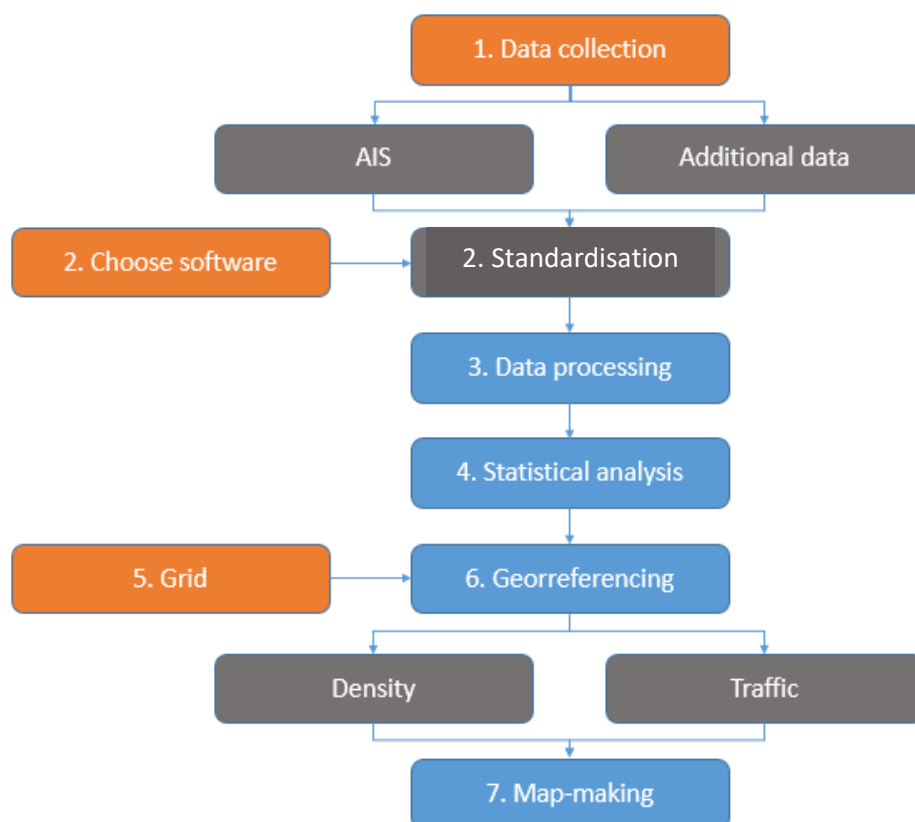 1. Data collection
AIS
Additional data
2. Choose software
2. Standardisation
3. Data processing
4. Statistical analysis
5. Grid
6. Georreferencing
Density
Traffic
7. Map-making